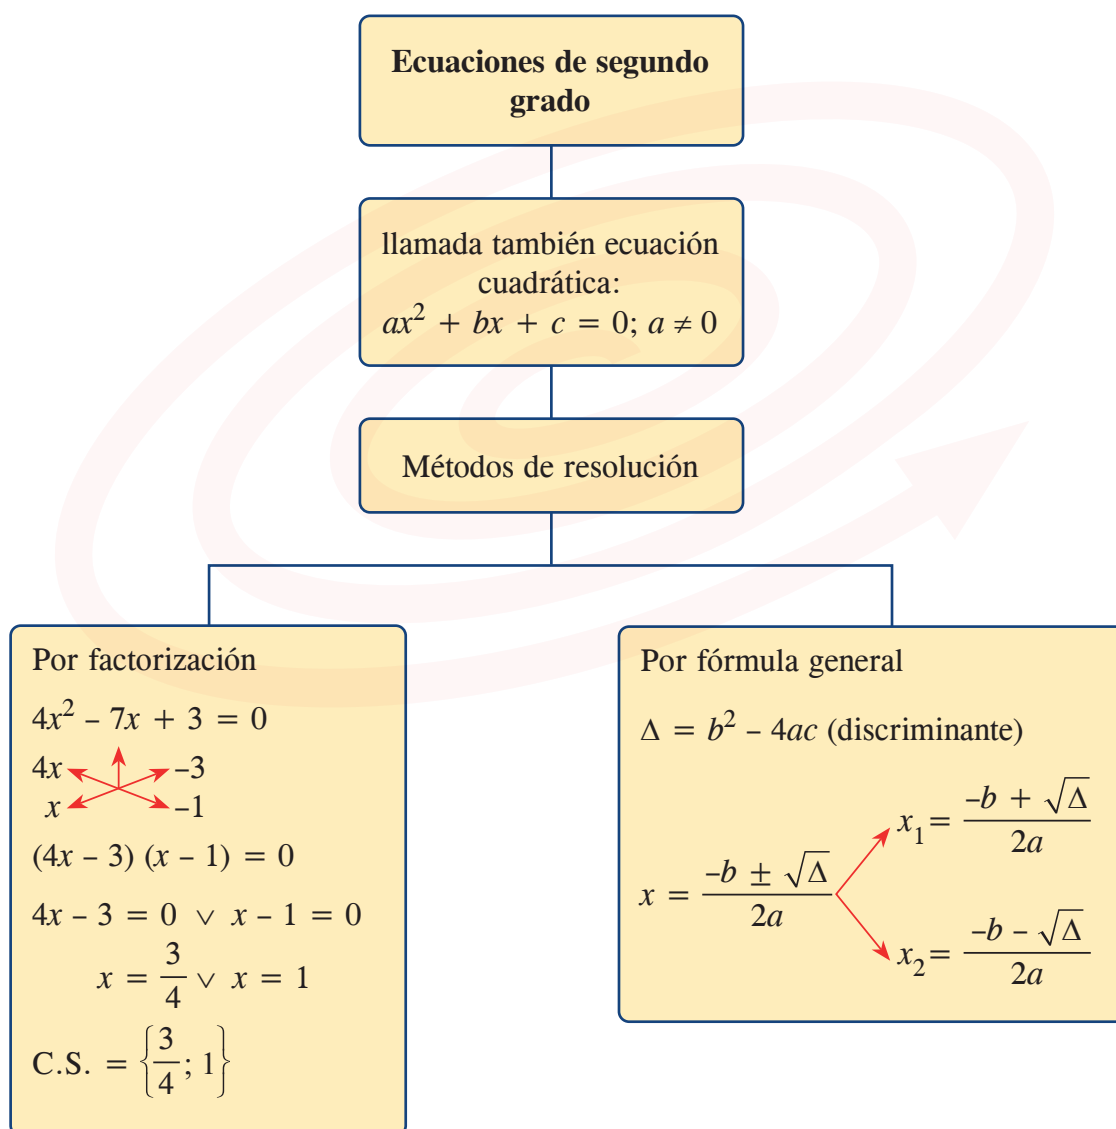 Ecuaciones de segundo
grado
llamada también ecuación
cuadrática:
ax² + bx + c = 0; a ≠ 0
Métodos de resolución
Por factorización
4x² – 7x + 3 = 0
4x –3
x –1
(4x – 3) (x – 1) = 0
4x – 3 = 0 ∨ x – 1 = 0
x = 3/4 ∨ x = 1
C.S. = {3/4; 1}
Por fórmula general
Δ = b² – 4ac (discriminante)
x = (–b ± √Δ)/2a
x₁ = (–b + √Δ)/2a
x₂ = (–b – √Δ)/2a